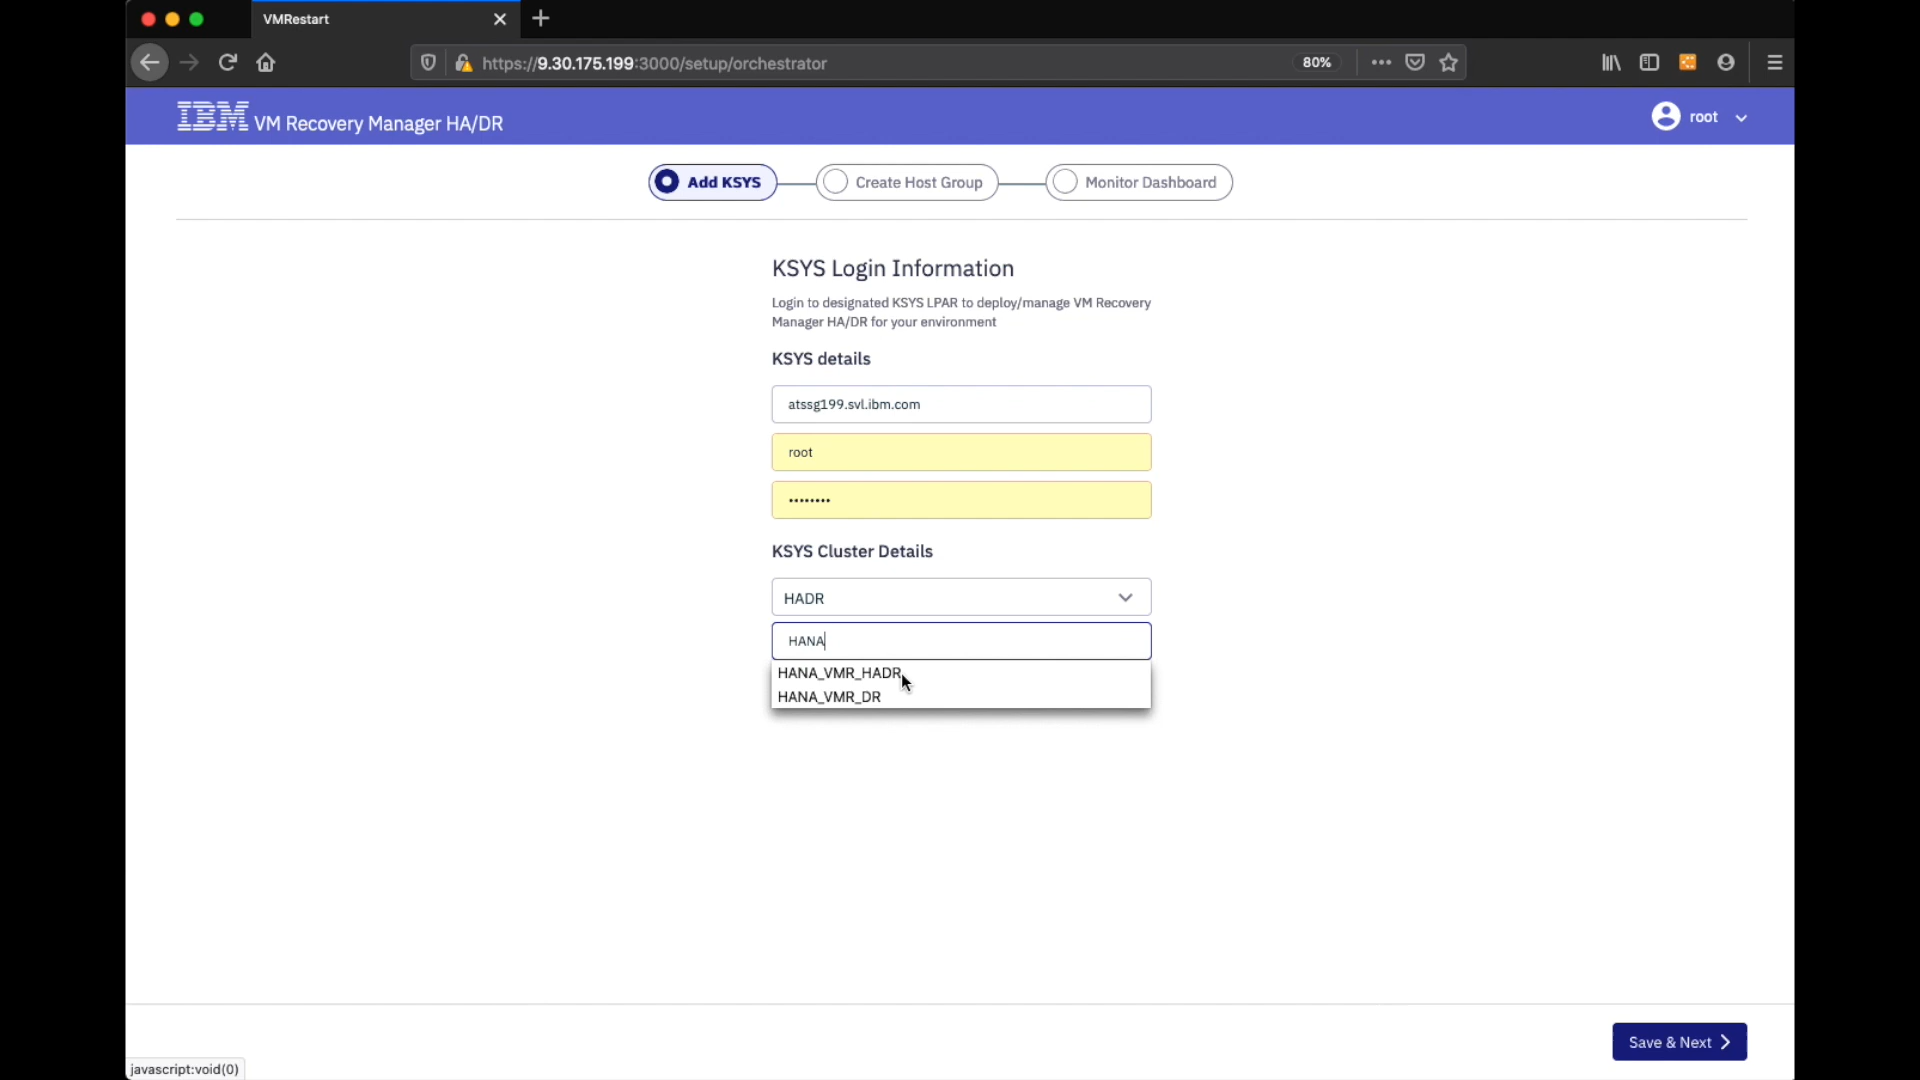 VMRestart
https://9.30.175.199:3000/setup/orchestrator
80%
IBM VM Recovery Manager HA/DR
root
Add KSYS
Create Host Group
Monitor Dashboard
KSYS Login Information
Login to designated KSYS LPAR to deploy/manage VM Recovery
Manager HA/DR for your environment
KSYS details
atssg199.svl.ibm.com
root
••••••••
KSYS Cluster Details
HADR
HANA
HANA_VMR_HADR
HANA_VMR_DR
Save & Next
javascript:void(0)